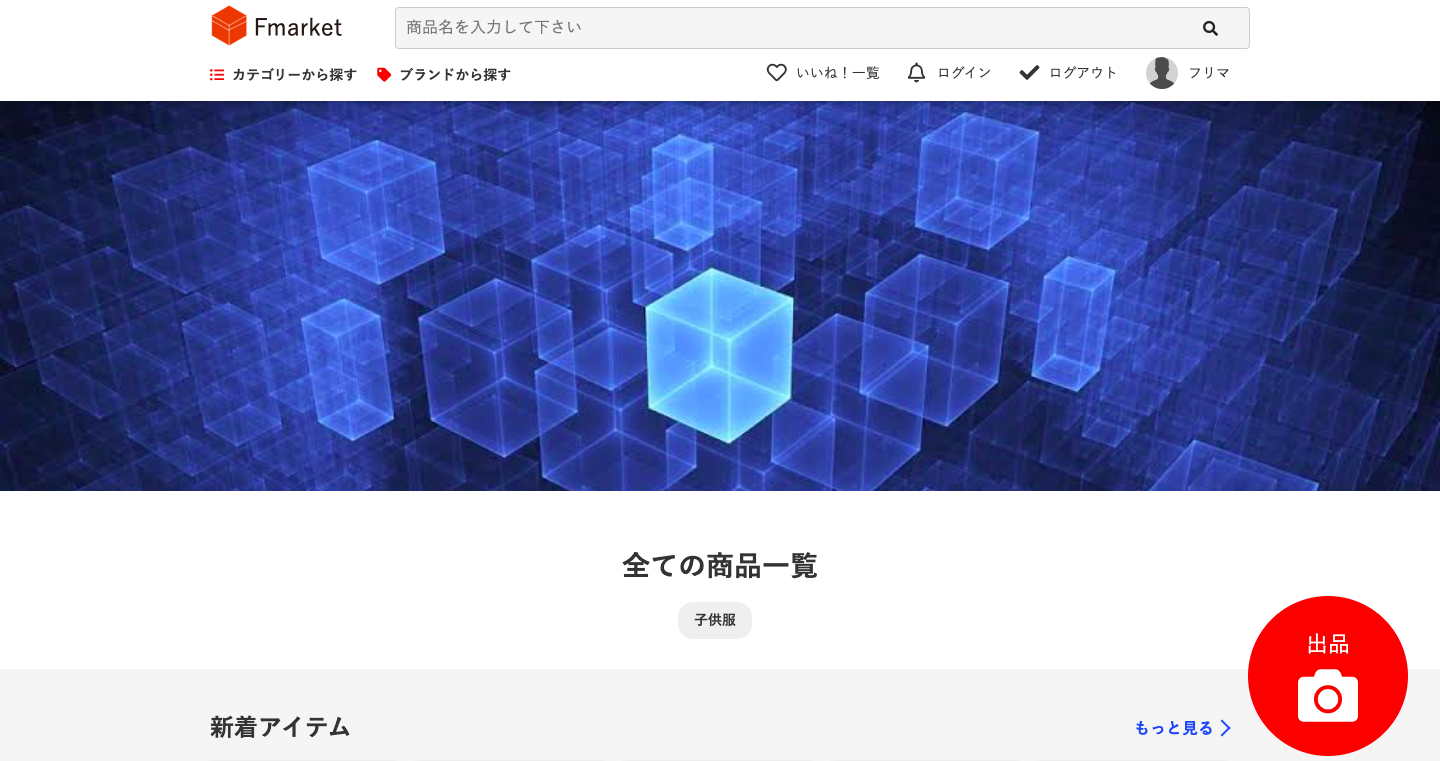 Fmarket
商品名を入力して下さい
カテゴリーから探す
ブランドから探す
いいね！一覧
ログイン
ログアウト
フリマ
全ての商品一覧
子供服
出品
新着アイテム
もっと見る